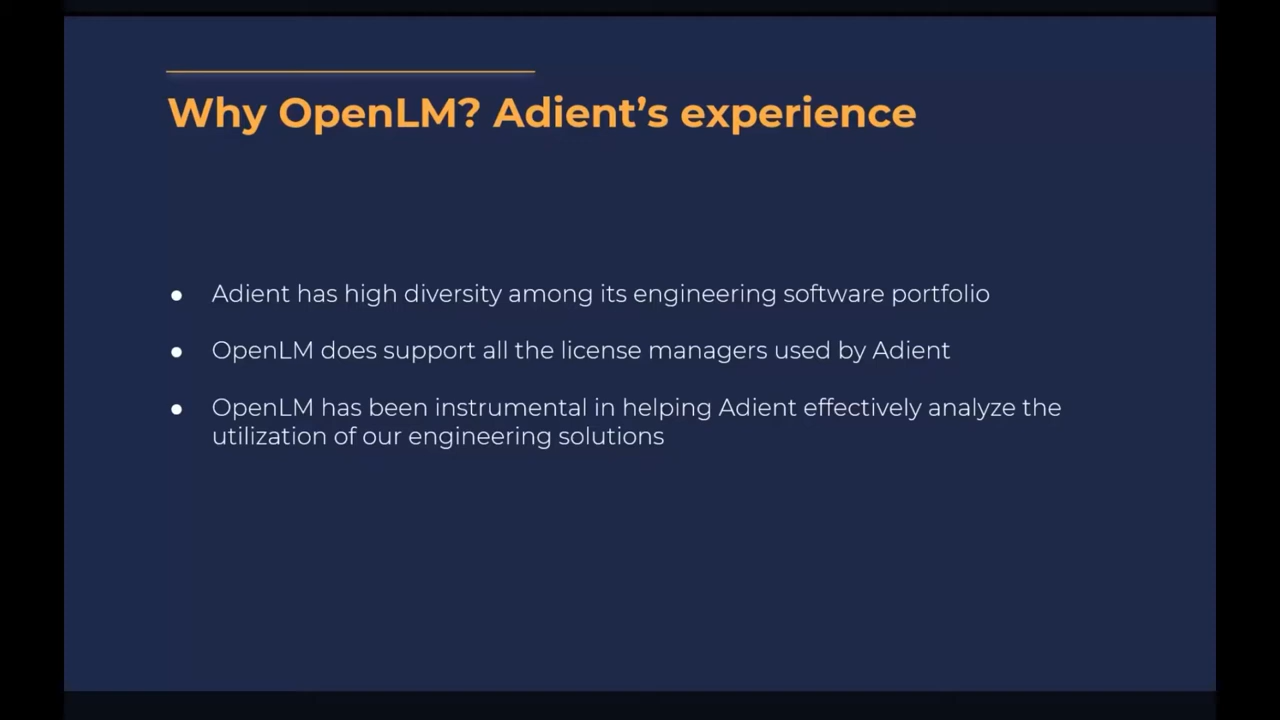 Why OpenLM? Adient’s experience
● Adient has high diversity among its engineering software portfolio
● OpenLM does support all the license managers used by Adient
● OpenLM has been instrumental in helping Adient effectively analyze the
utilization of our engineering solutions